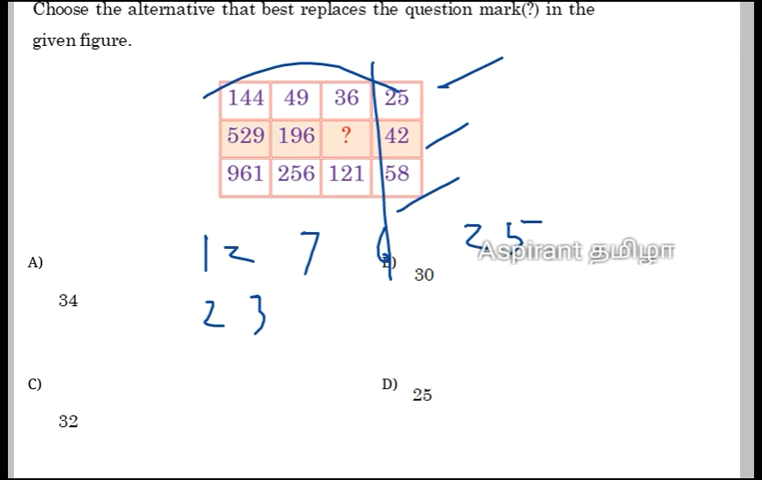 Choose the alternative that best replaces the question mark(?) in the
given figure.
144 49 36 25
529 196 ? 42
961 256 121 58
12 7 6 25
Aspirant தமிழா
A) B) 30
34
23
C) D) 25
32